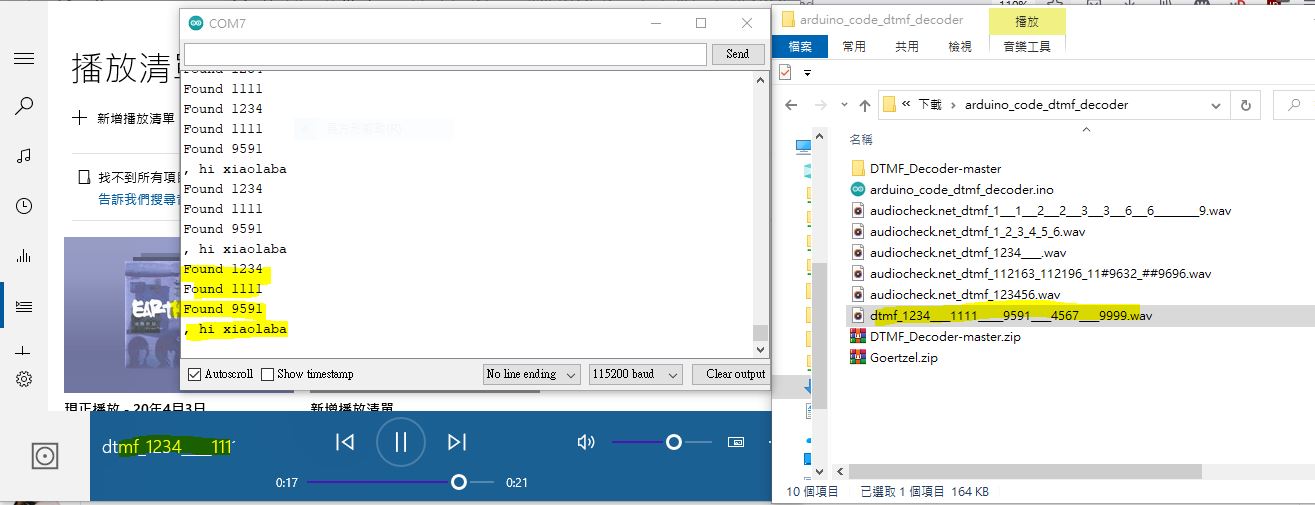 COM7
Send
Found 1111
Found 1234
Found 1111
Found 9591
, hi xiaolaba
Found 1234
Found 1111
Found 9591
, hi xiaolaba
Found 1234
Found 1111
Found 9591
, hi xiaolaba
Autoscroll
Show timestamp
No line ending
115200 baud
Clear output
播放清單
新增播放清單
找不到所有項目
告訴我們搜尋
EARTH
現正播放 - 20年4月3日
新增播放清單
dtmf_1234____111
0:17
0:21
arduino_code_dtmf_decoder
播放
檔案
常用
共用
檢視
音樂工具
« 下載 › arduino_code_dtmf_decoder
名稱
DTMF_Decoder-master
arduino_code_dtmf_decoder.ino
audiocheck.net_dtmf_1__1__2__2__3__3__6__6_______9.wav
audiocheck.net_dtmf_1_2_3_4_5_6.wav
audiocheck.net_dtmf_1234___.wav
audiocheck.net_dtmf_112163_112196_11#9632_##9696.wav
audiocheck.net_dtmf_123456.wav
dtmf_1234___1111____9591___4567___9999.wav
DTMF_Decoder-master.zip
Goertzel.zip
10 個項目
已選取 1 個項目 164 KB